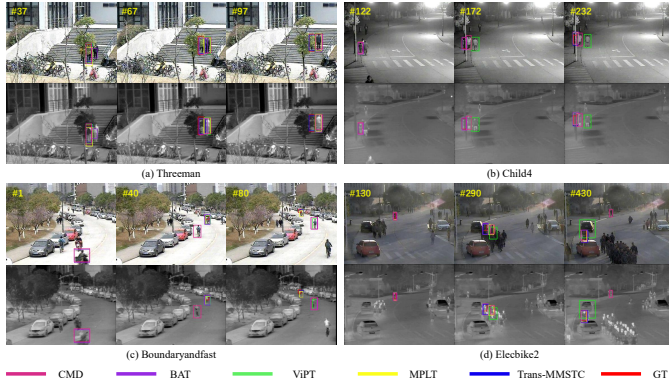 #37 #67 #97 #122 #172 #232
(a) Threeman (b) Child4
#1 #40 #80 #130 #290 #430
(c) Boundaryandfast (d) Elecbike2
CMD BAT ViPT MPLT Trans-MMSTC GT